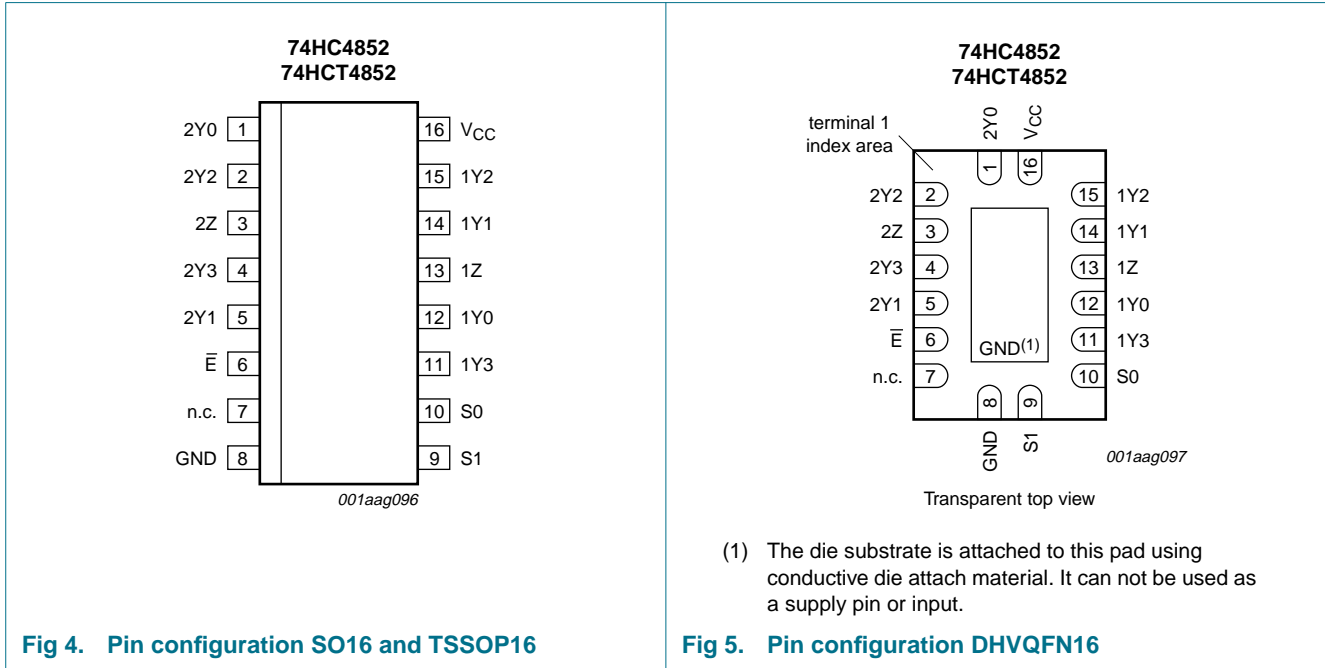 74HC4852
74HCT4852
2Y0 1
16 VCC
2Y2 2
15 1Y2
2Z 3
14 1Y1
2Y3 4
13 1Z
2Y1 5
12 1Y0
E̅ 6
11 1Y3
n.c. 7
10 S0
GND 8
9 S1
001aag096
Fig 4. Pin configuration SO16 and TSSOP16
74HC4852
74HCT4852
terminal 1
index area
2Y0
VCC
1
16
2Y2 2
15 1Y2
2Z 3
14 1Y1
2Y3 4
13 1Z
2Y1 5
12 1Y0
E̅ 6
11 1Y3
GND(1)
n.c. 7
10 S0
8
9
GND
S1
001aag097
Transparent top view
(1) The die substrate is attached to this pad using
conductive die attach material. It can not be used as
a supply pin or input.
Fig 5. Pin configuration DHVQFN16